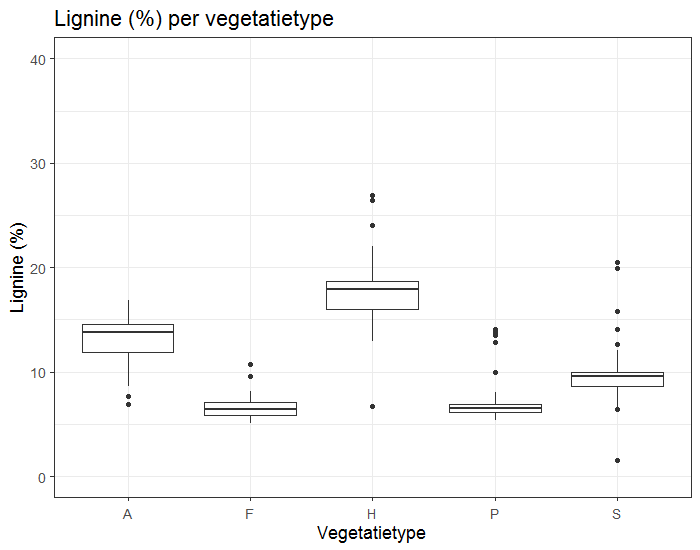 Lignine (%) per vegetatietype
Lignine (%)
40
30
20
10
0
A F H P S
Vegetatietype